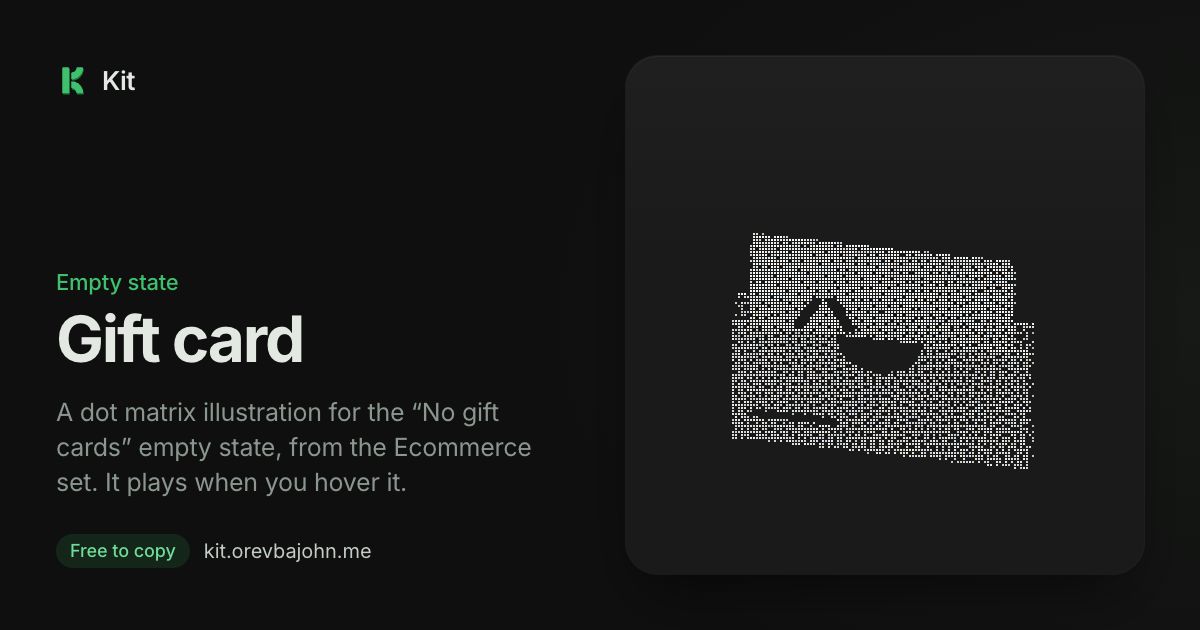 Kit
Empty state
Gift card
A dot matrix illustration for the “No gift
cards” empty state, from the Ecommerce
set. It plays when you hover it.
Free to copy
kit.orevbajohn.me